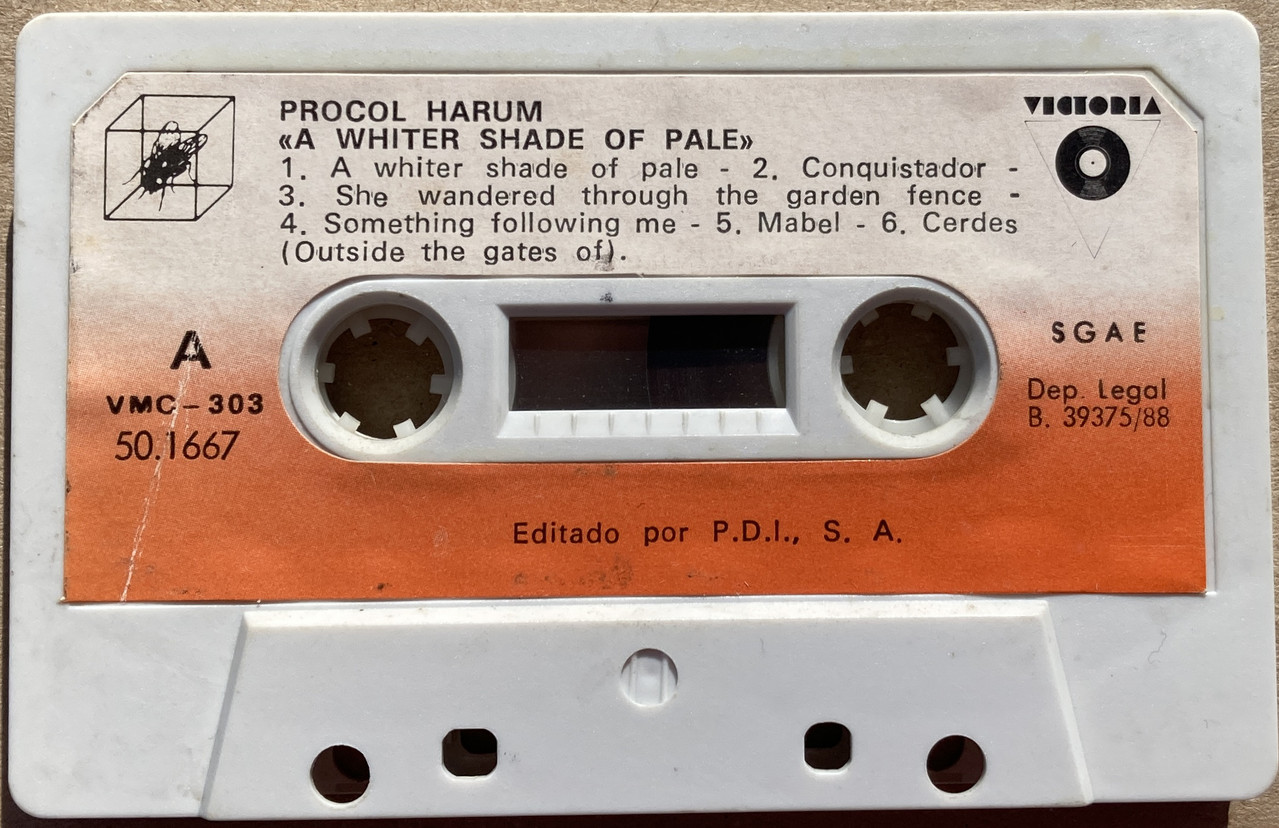 PROCOL HARUM
«A WHITER SHADE OF PALE»
1. A whiter shade of pale - 2. Conquistador -
3. She wandered through the garden fence -
4. Something following me - 5. Mabel - 6. Cerdes
(Outside the gates of).
VICTORIA
A
VMC-303
50.1667
SGAE
Dep. Legal
B. 39375/88
Editado por P.D.I., S. A.